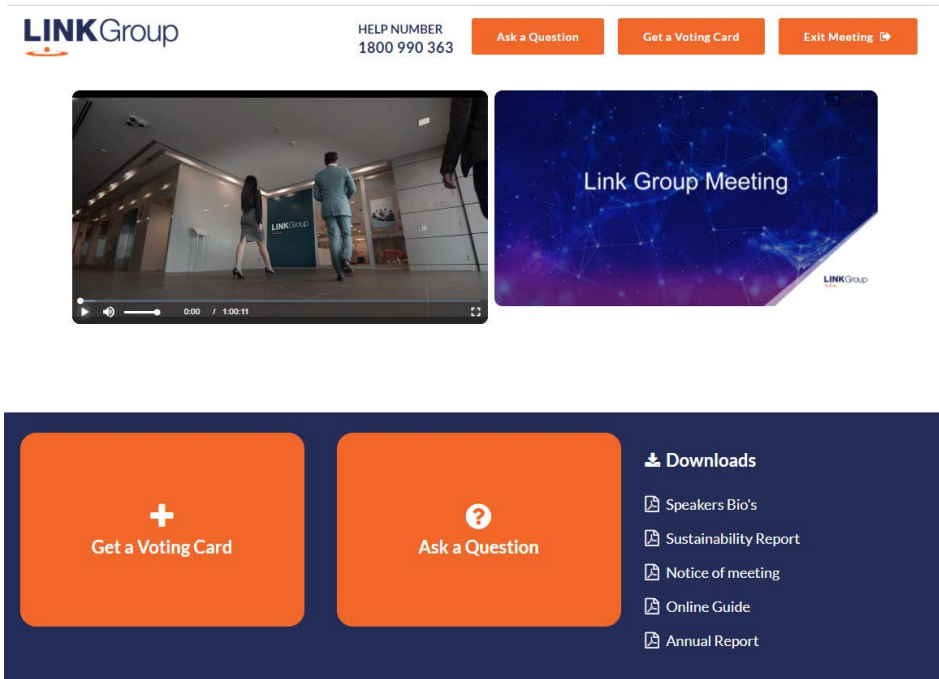 LINKGroup
HELP NUMBER
1800 990 363
Ask a Question
Get a Voting Card
Exit Meeting
LINKGroup
0:00 / 1:00:11
Link Group Meeting
LINKGroup
Get a Voting Card
Ask a Question
Downloads
Speakers Bio's
Sustainability Report
Notice of meeting
Online Guide
Annual Report